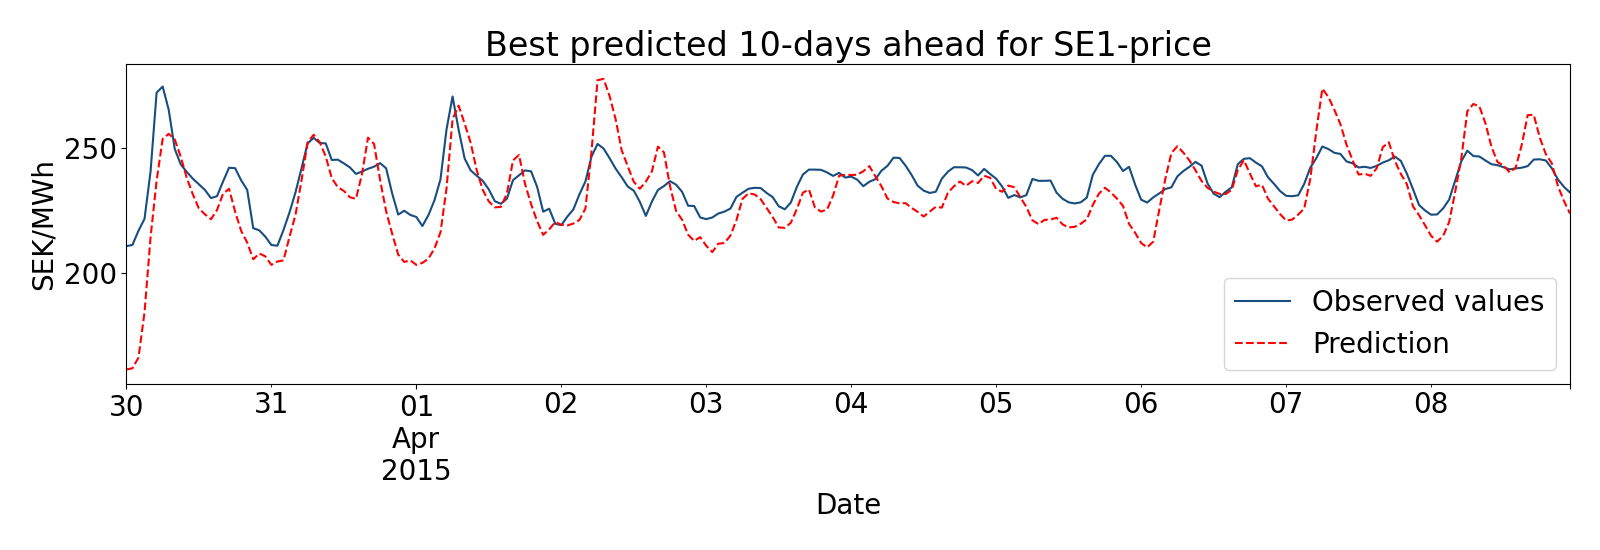 Best predicted 10-days ahead for SE1-price
SEK/MWh
250
200
Observed values
Prediction
30 31 01 02 03 04 05 06 07 08
Apr
2015
Date